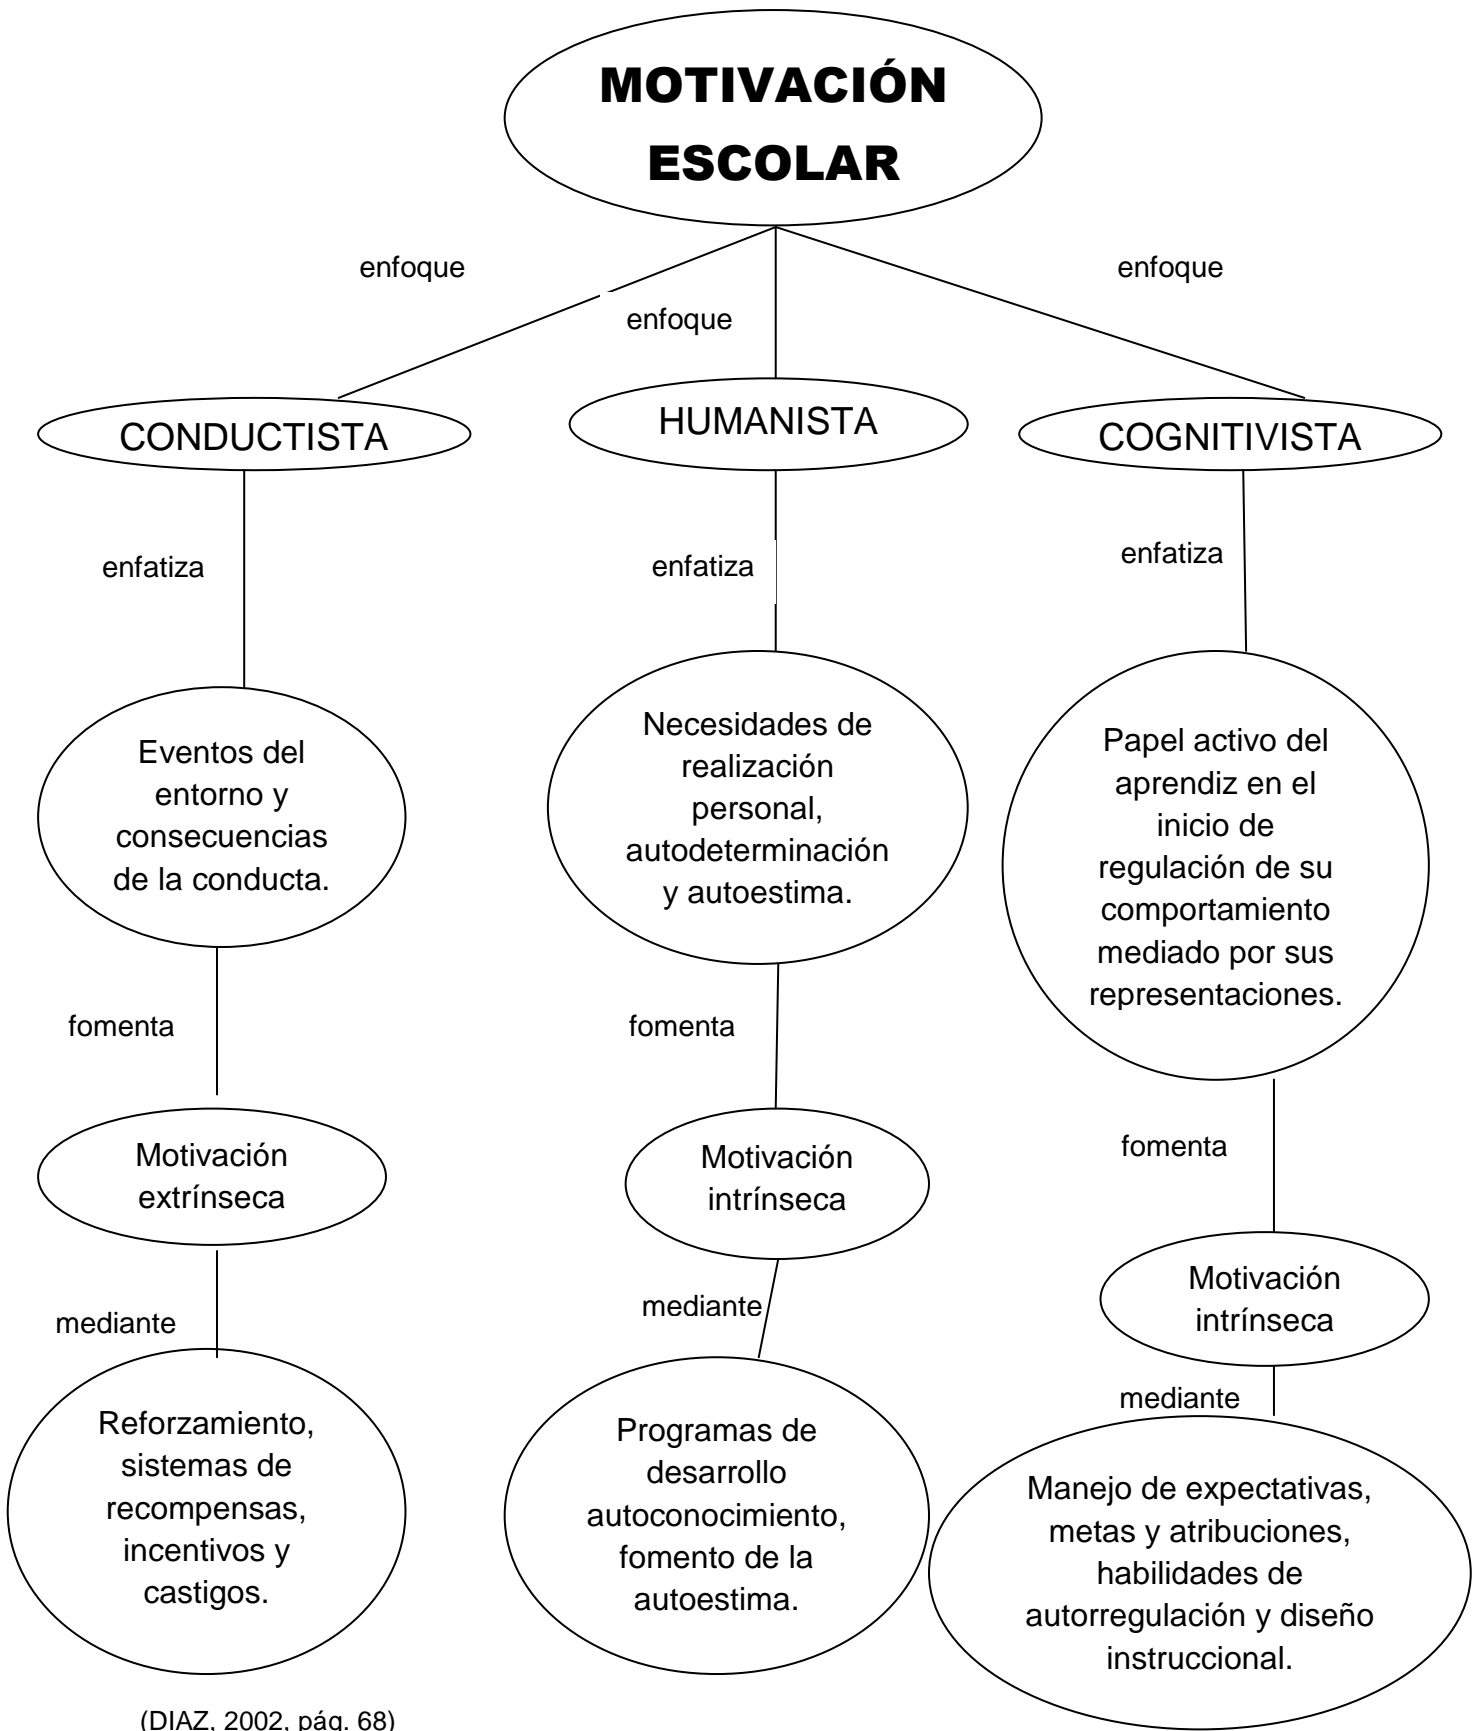 MOTIVACIÓN
ESCOLAR
enfoque
enfoque
enfoque
CONDUCTISTA
HUMANISTA
COGNITIVISTA
enfatiza
enfatiza
enfatiza
Eventos del
entorno y
consecuencias
de la conducta.
Necesidades de
realización
personal,
autodeterminación
y autoestima.
Papel activo del
aprendiz en el
inicio de
regulación de su
comportamiento
mediado por sus
representaciones.
fomenta
fomenta
fomenta
Motivación
extrínseca
Motivación
intrínseca
Motivación
intrínseca
mediante
mediante
mediante
Reforzamiento,
sistemas de
recompensas,
incentivos y
castigos.
Programas de
desarrollo
autoconocimiento,
fomento de la
autoestima.
Manejo de expectativas,
metas y atribuciones,
habilidades de
autorregulación y diseño
instruccional.
(DIAZ, 2002, pág. 68)